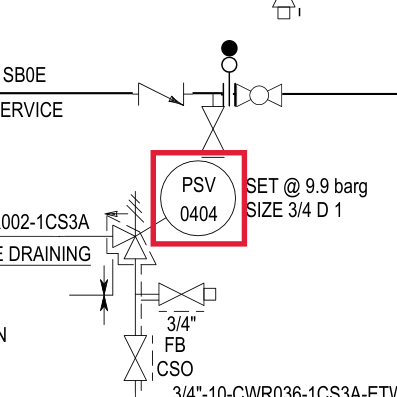 SB0E
ERVICE
PSV
0404
SET @ 9.9 barg
SIZE 3/4 D 1
002-1CS3A
E DRAINING
3/4"
FB
CSO
N
3/4"-10-CWR036-1CS3A-ETW